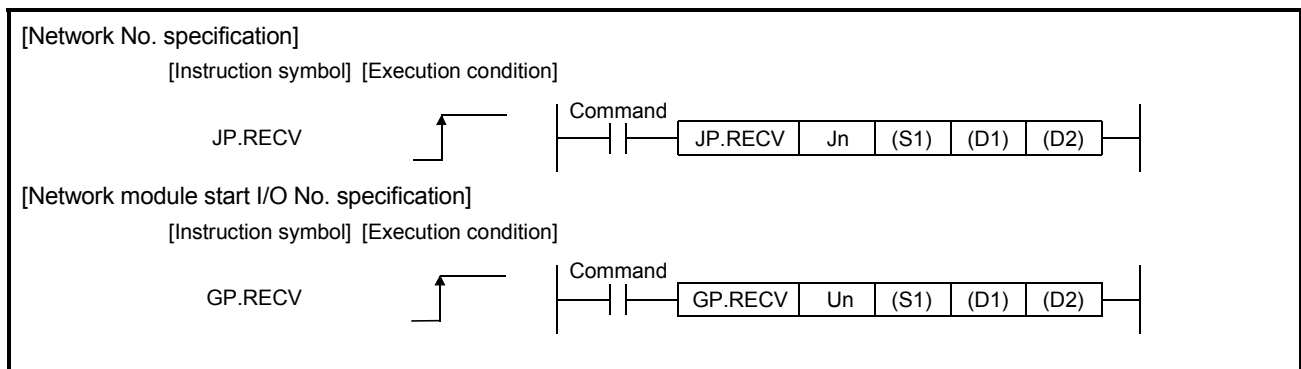 [Network No. specification]
[Instruction symbol] [Execution condition]
Command
JP.RECV JP.RECV Jn (S1) (D1) (D2)
[Network module start I/O No. specification]
[Instruction symbol] [Execution condition]
Command
GP.RECV GP.RECV Un (S1) (D1) (D2)